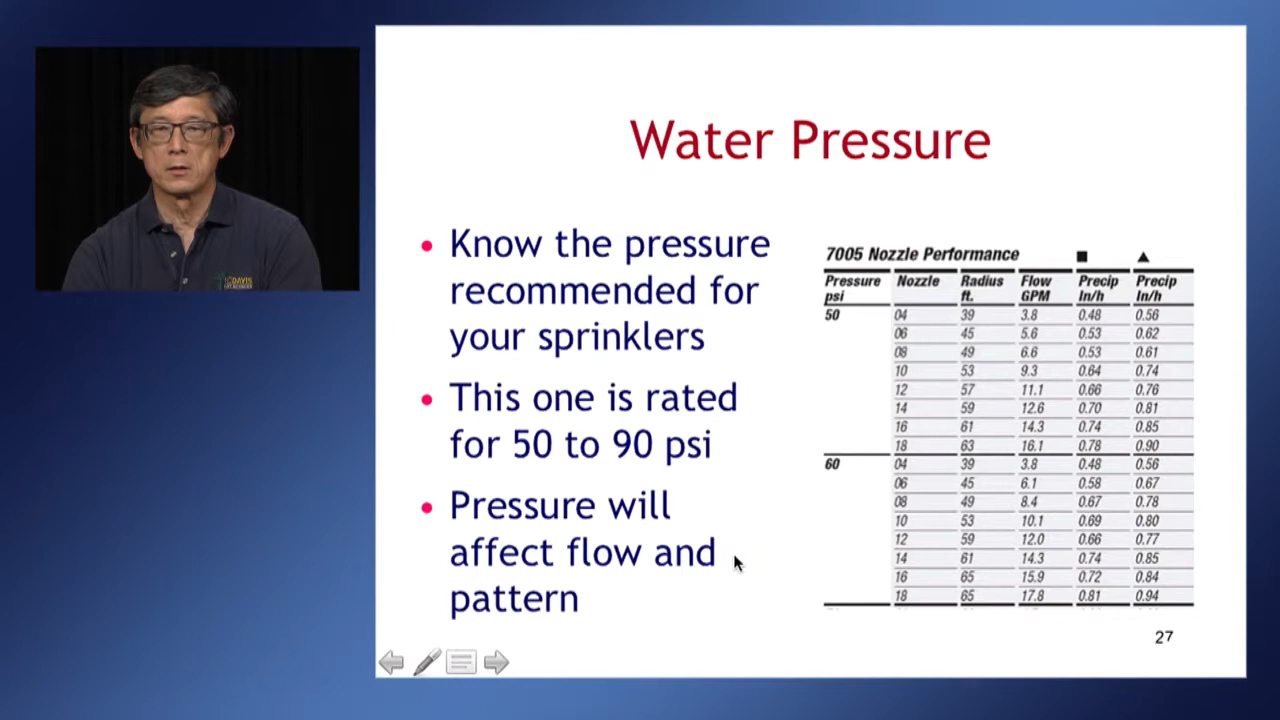 UC DAVIS
Water Pressure
• Know the pressure
recommended for
your sprinklers
• This one is rated
for 50 to 90 psi
• Pressure will
affect flow and
pattern
7005 Nozzle Performance ■ ▲
Pressure psi Nozzle Radius ft. Flow GPM Precip In/h Precip In/h
50 04 39 3.8 0.48 0.56
06 45 5.6 0.53 0.62
08 49 6.6 0.53 0.61
10 53 9.3 0.64 0.74
12 57 11.1 0.66 0.76
14 59 12.6 0.70 0.81
16 61 14.3 0.74 0.85
18 63 16.1 0.78 0.90
60 04 39 3.8 0.48 0.56
06 45 6.1 0.58 0.67
08 49 8.4 0.67 0.78
10 53 10.1 0.69 0.80
12 59 12.0 0.66 0.77
14 61 14.3 0.74 0.85
16 65 15.9 0.72 0.84
18 65 17.8 0.81 0.94
27